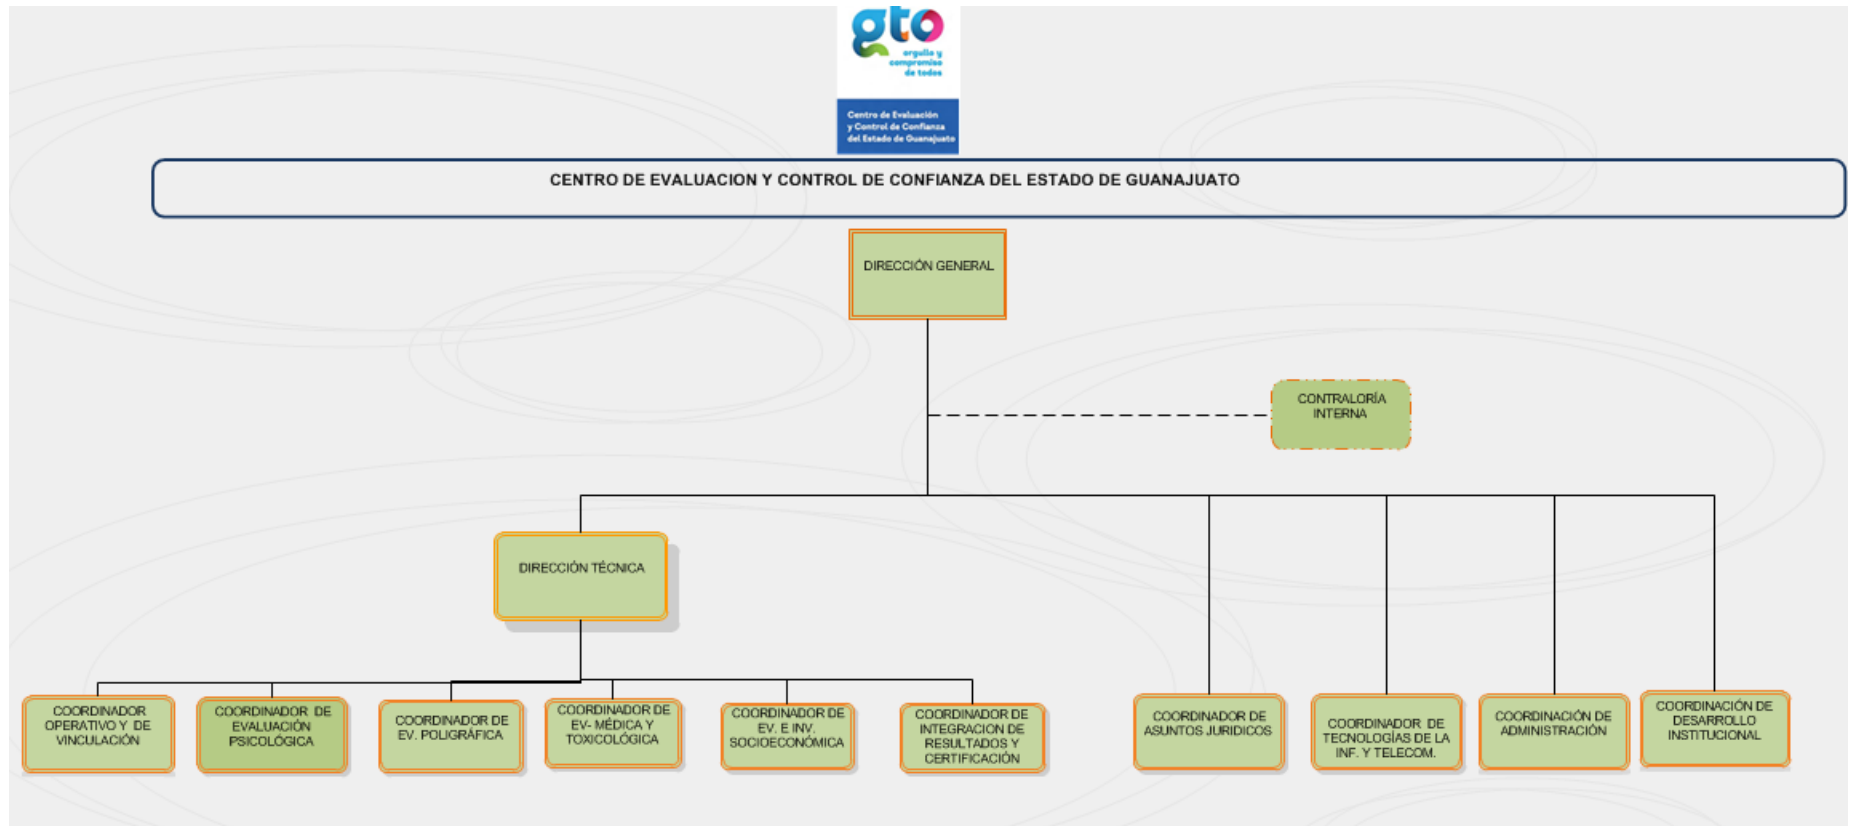 gto
orgullo y
compromiso
de todos
Centro de Evaluación
y Control de Confianza
del Estado de Guanajuato
CENTRO DE EVALUACION Y CONTROL DE CONFIANZA DEL ESTADO DE GUANAJUATO
DIRECCIÓN GENERAL
CONTRALORÍA
INTERNA
DIRECCIÓN TÉCNICA
COORDINADOR
OPERATIVO Y DE
VINCULACIÓN
COORDINADOR DE
EVALUACIÓN
PSICOLÓGICA
COORDINADOR DE
EV. POLIGRÁFICA
COORDINADOR DE
EV- MÉDICA Y
TOXICOLÓGICA
COORDINADOR DE
EV. E INV.
SOCIOECONÓMICA
COORDINADOR DE
INTEGRACION DE
RESULTADOS Y
CERTIFICACIÓN
COORDINADOR DE
ASUNTOS JURIDICOS
COORDINADOR DE
TECNOLOGÍAS DE LA
INF. Y TELECOM.
COORDINACIÓN DE
ADMINISTRACIÓN
COORDINACIÓN DE
DESARROLLO
INSTITUCIONAL